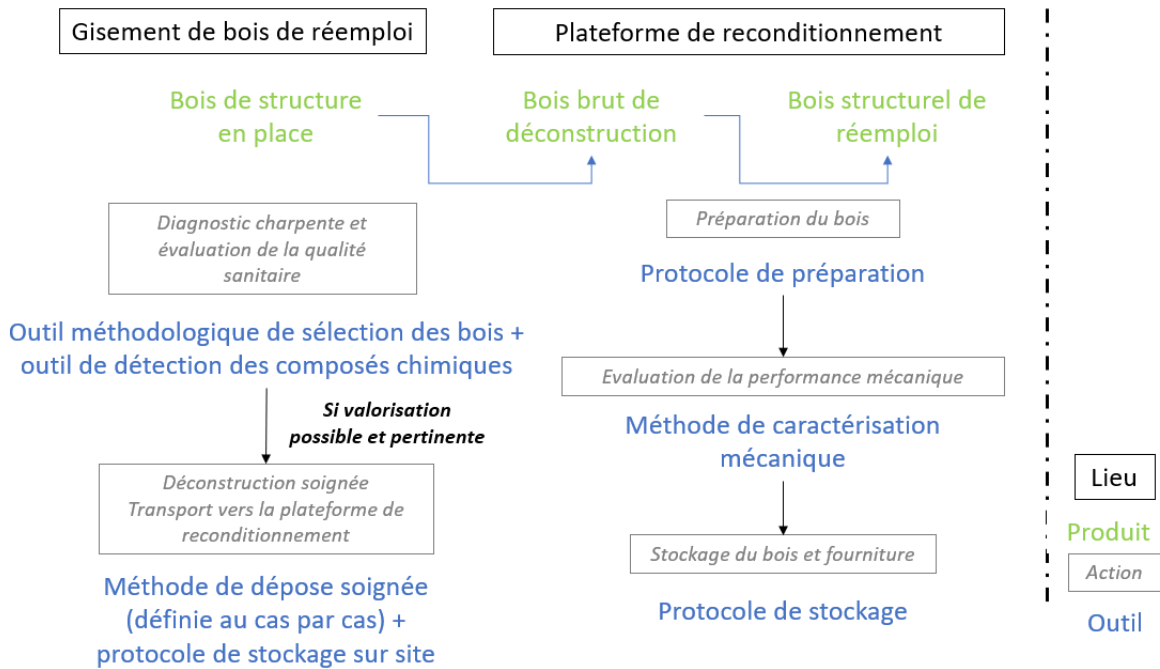 Gisement de bois de réemploi
Plateforme de reconditionnement
Bois de structure
en place
Bois brut de
déconstruction
Bois structurel de
réemploi
Diagnostic charpente et
évaluation de la qualité
sanitaire
Outil méthodologique de sélection des bois +
outil de détection des composés chimiques
Si valorisation
possible et pertinente
Déconstruction soignée
Transport vers la plateforme de
reconditionnement
Méthode de dépose soignée
(définie au cas par cas) +
protocole de stockage sur site
Préparation du bois
Protocole de préparation
Evaluation de la performance mécanique
Méthode de caractérisation
mécanique
Stockage du bois et fourniture
Protocole de stockage
Lieu
Produit
Action
Outil